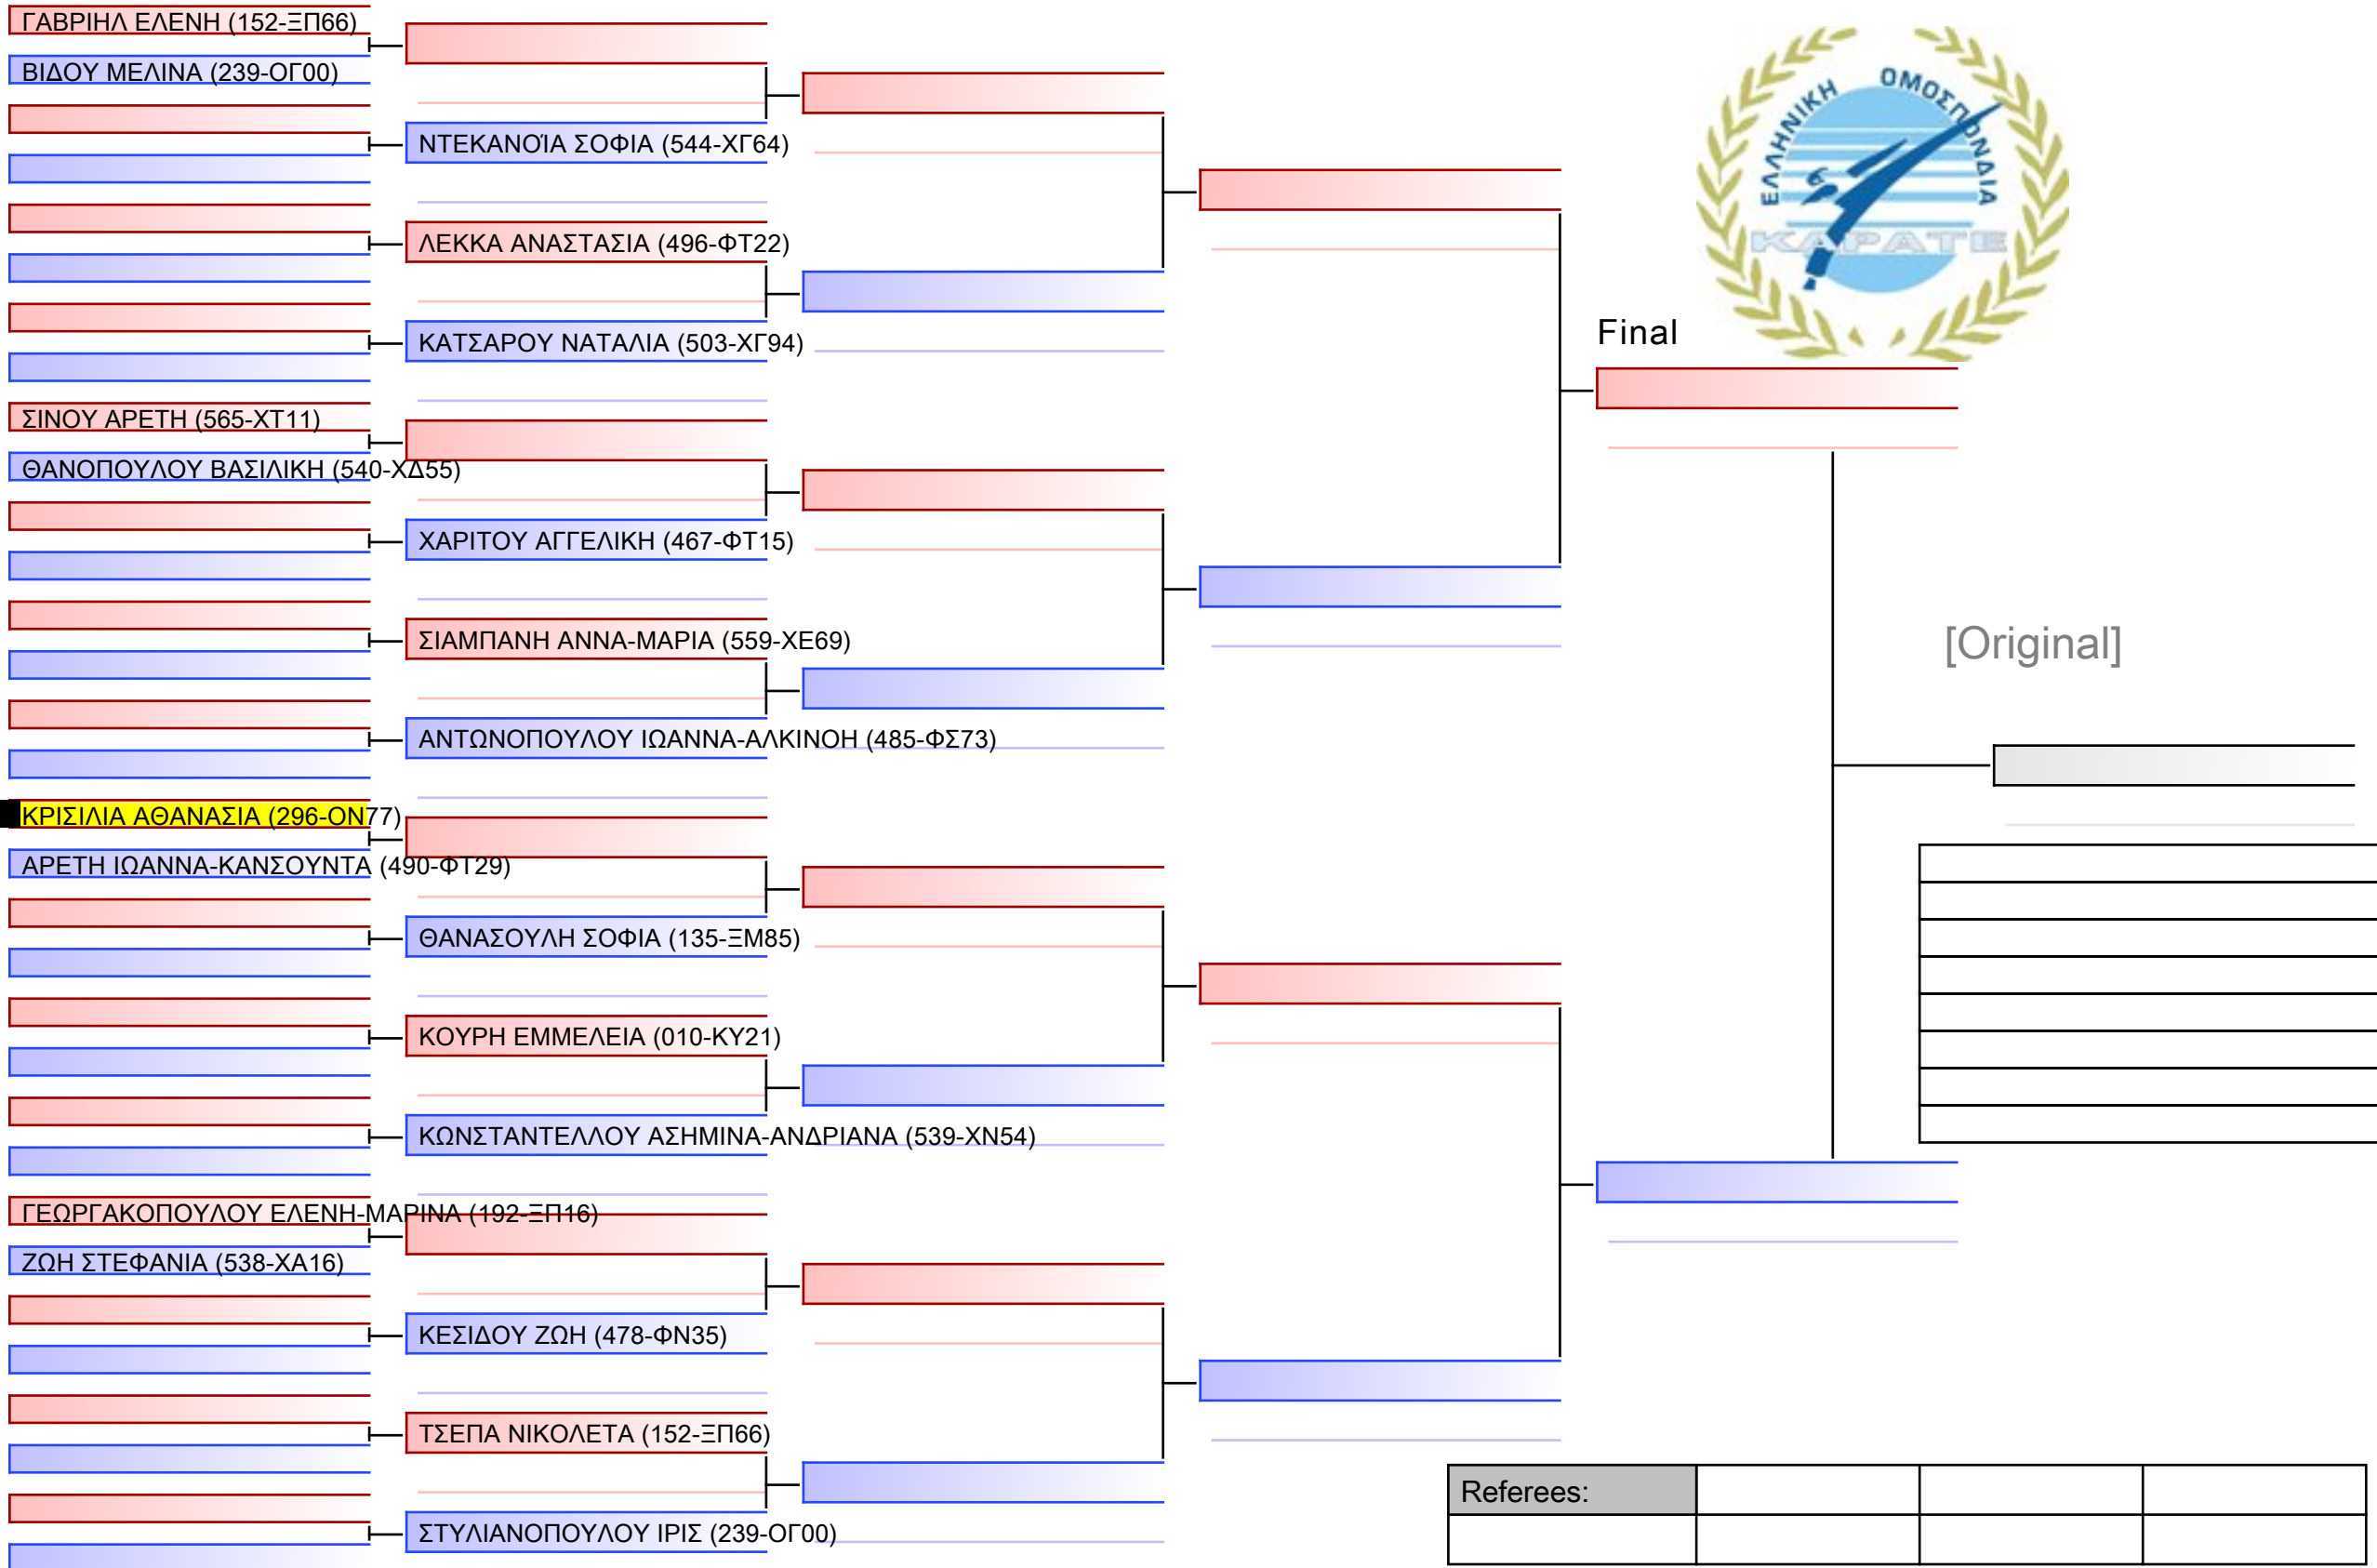 ΓΑΒΡΙΗΛ ΕΛΕΝΗ (152-ΞΠ66)
ΒΙΔΟΥ ΜΕΛΙΝΑ (239-ΟΓ00)
ΝΤΕΚΑΝΟΪ́Α ΣΟΦΙΑ (544-ΧΓ64)
ΛΕΚΚΑ ΑΝΑΣΤΑΣΙΑ (496-ΦΤ22)
ΚΑΤΣΑΡΟΥ ΝΑΤΑΛΙΑ (503-ΧΓ94)
ΣΙΝΟΥ ΑΡΕΤΗ (565-ΧΤ11)
ΘΑΝΟΠΟΥΛΟΥ ΒΑΣΙΛΙΚΗ (540-ΧΔ55)
ΧΑΡΙΤΟΥ ΑΓΓΕΛΙΚΗ (467-ΦΤ15)
ΣΙΑΜΠΑΝΗ ΑΝΝΑ-ΜΑΡΙΑ (559-ΧΕ69)
ΑΝΤΩΝΟΠΟΥΛΟΥ ΙΩΑΝΝΑ-ΑΛΚΙΝΟΗ (485-ΦΣ73)
ΚΡΙΣΙΛΙΑ ΑΘΑΝΑΣΙΑ (296-ΟΝ77)
ΑΡΕΤΗ ΙΩΑΝΝΑ-ΚΑΝΣΟΥΝΤΑ (490-ΦΤ29)
ΘΑΝΑΣΟΥΛΗ ΣΟΦΙΑ (135-ΞΜ85)
ΚΟΥΡΗ ΕΜΜΕΛΕΙΑ (010-ΚΥ21)
ΚΩΝΣΤΑΝΤΕΛΛΟΥ ΑΣΗΜΙΝΑ-ΑΝΔΡΙΑΝΑ (539-ΧΝ54)
ΓΕΩΡΓΑΚΟΠΟΥΛΟΥ ΕΛΕΝΗ-ΜΑΡΙΝΑ (192-ΞΠ16)
ΖΩΗ ΣΤΕΦΑΝΙΑ (538-ΧΑ16)
ΚΕΣΙΔΟΥ ΖΩΗ (478-ΦΝ35)
ΤΣΕΠΑ ΝΙΚΟΛΕΤΑ (152-ΞΠ66)
ΣΤΥΛΙΑΝΟΠΟΥΛΟΥ ΙΡΙΣ (239-ΟΓ00)
ΕΛΛΗΝΙΚΗ ΟΜΟΣΠΟΝΔΙΑ
ΚΑΡΑΤΕ
Final
[Original]
Referees: